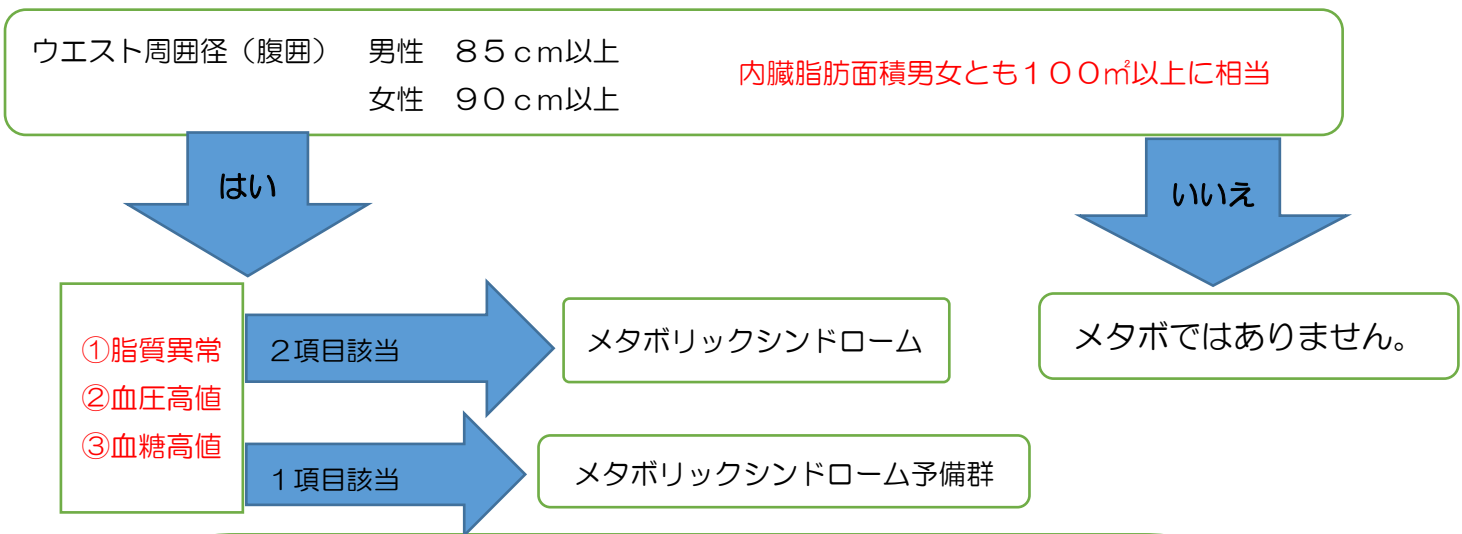 ウエスト周囲径（腹囲）　男性　８５ｃｍ以上
女性　９０ｃｍ以上
内臓脂肪面積男女とも１００㎡以上に相当
はい
いいえ
①脂質異常
②血圧高値
③血糖高値
２項目該当
メタボリックシンドローム
メタボではありません。
１項目該当
メタボリックシンドローム予備群